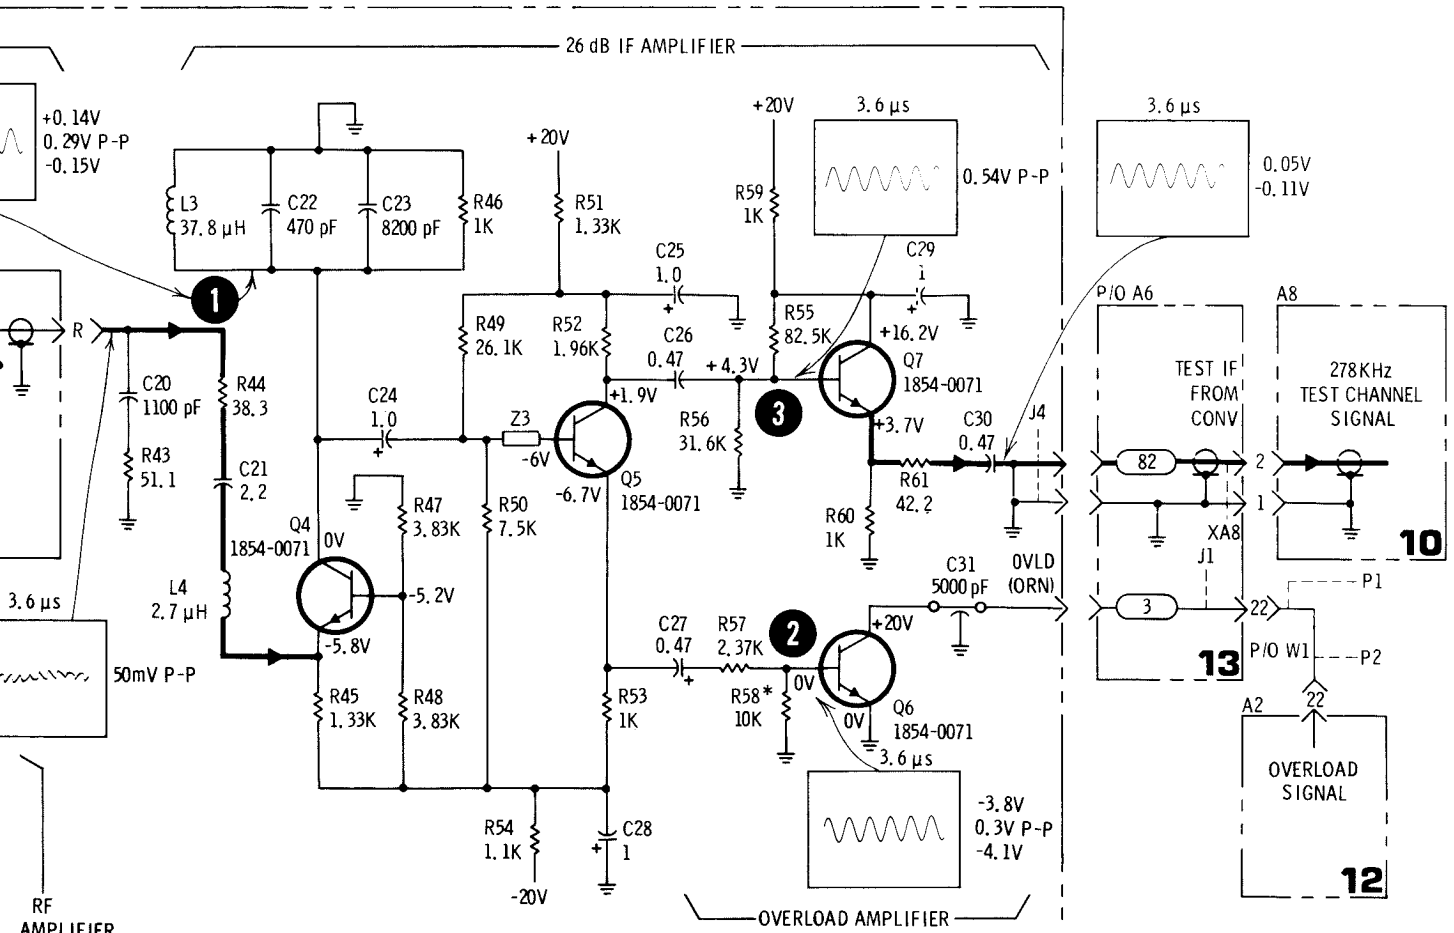 26 dB IF AMPLIFIER
+0.14V
0.29V P-P
-0.15V
L3
37.8 µH
C22
470 pF
C23
8200 pF
R46
1K
+20V
R51
1.33K
C25
1.0
+
R49
26.1K
R52
1.96K
C26
0.47
+20V
R59
1K
3.6 µs
0.54V P-P
C29
1
+
3.6 µs
0.05V
-0.11V
1
R
C20
1100 pF
R43
51.1
R44
38.3
C21
2.2
L4
2.7 µH
3.6 µs
50mV P-P
C24
1.0
+
Z3
-6V
+1.9V
-6.7V
Q5
1854-0071
R55
82.5K
+4.3V
R56
31.6K
3
+16.2V
Q7
1854-0071
+3.7V
C30
0.47
J4
R61
42.2
R60
1K
P/O A6
TEST IF
FROM
CONV
82
2
1
XA8
A8
278KHz
TEST CHANNEL
SIGNAL
10
Q4
1854-0071
0V
-5.2V
-5.8V
R47
3.83K
R50
7.5K
R45
1.33K
R48
3.83K
C27
0.47
+
R57
2.37K
2
R58*
10K
0V
+20V
0V
Q6
1854-0071
C31
5000 pF
OVLD
(ORN)
3
J1
22
P1
P/O W1
P2
13
R53
1K
R54
1.1K
-20V
C28
1
+
3.6 µs
-3.8V
0.3V P-P
-4.1V
A2
22
OVERLOAD
SIGNAL
12
RF
AMPLIFIER
OVERLOAD AMPLIFIER